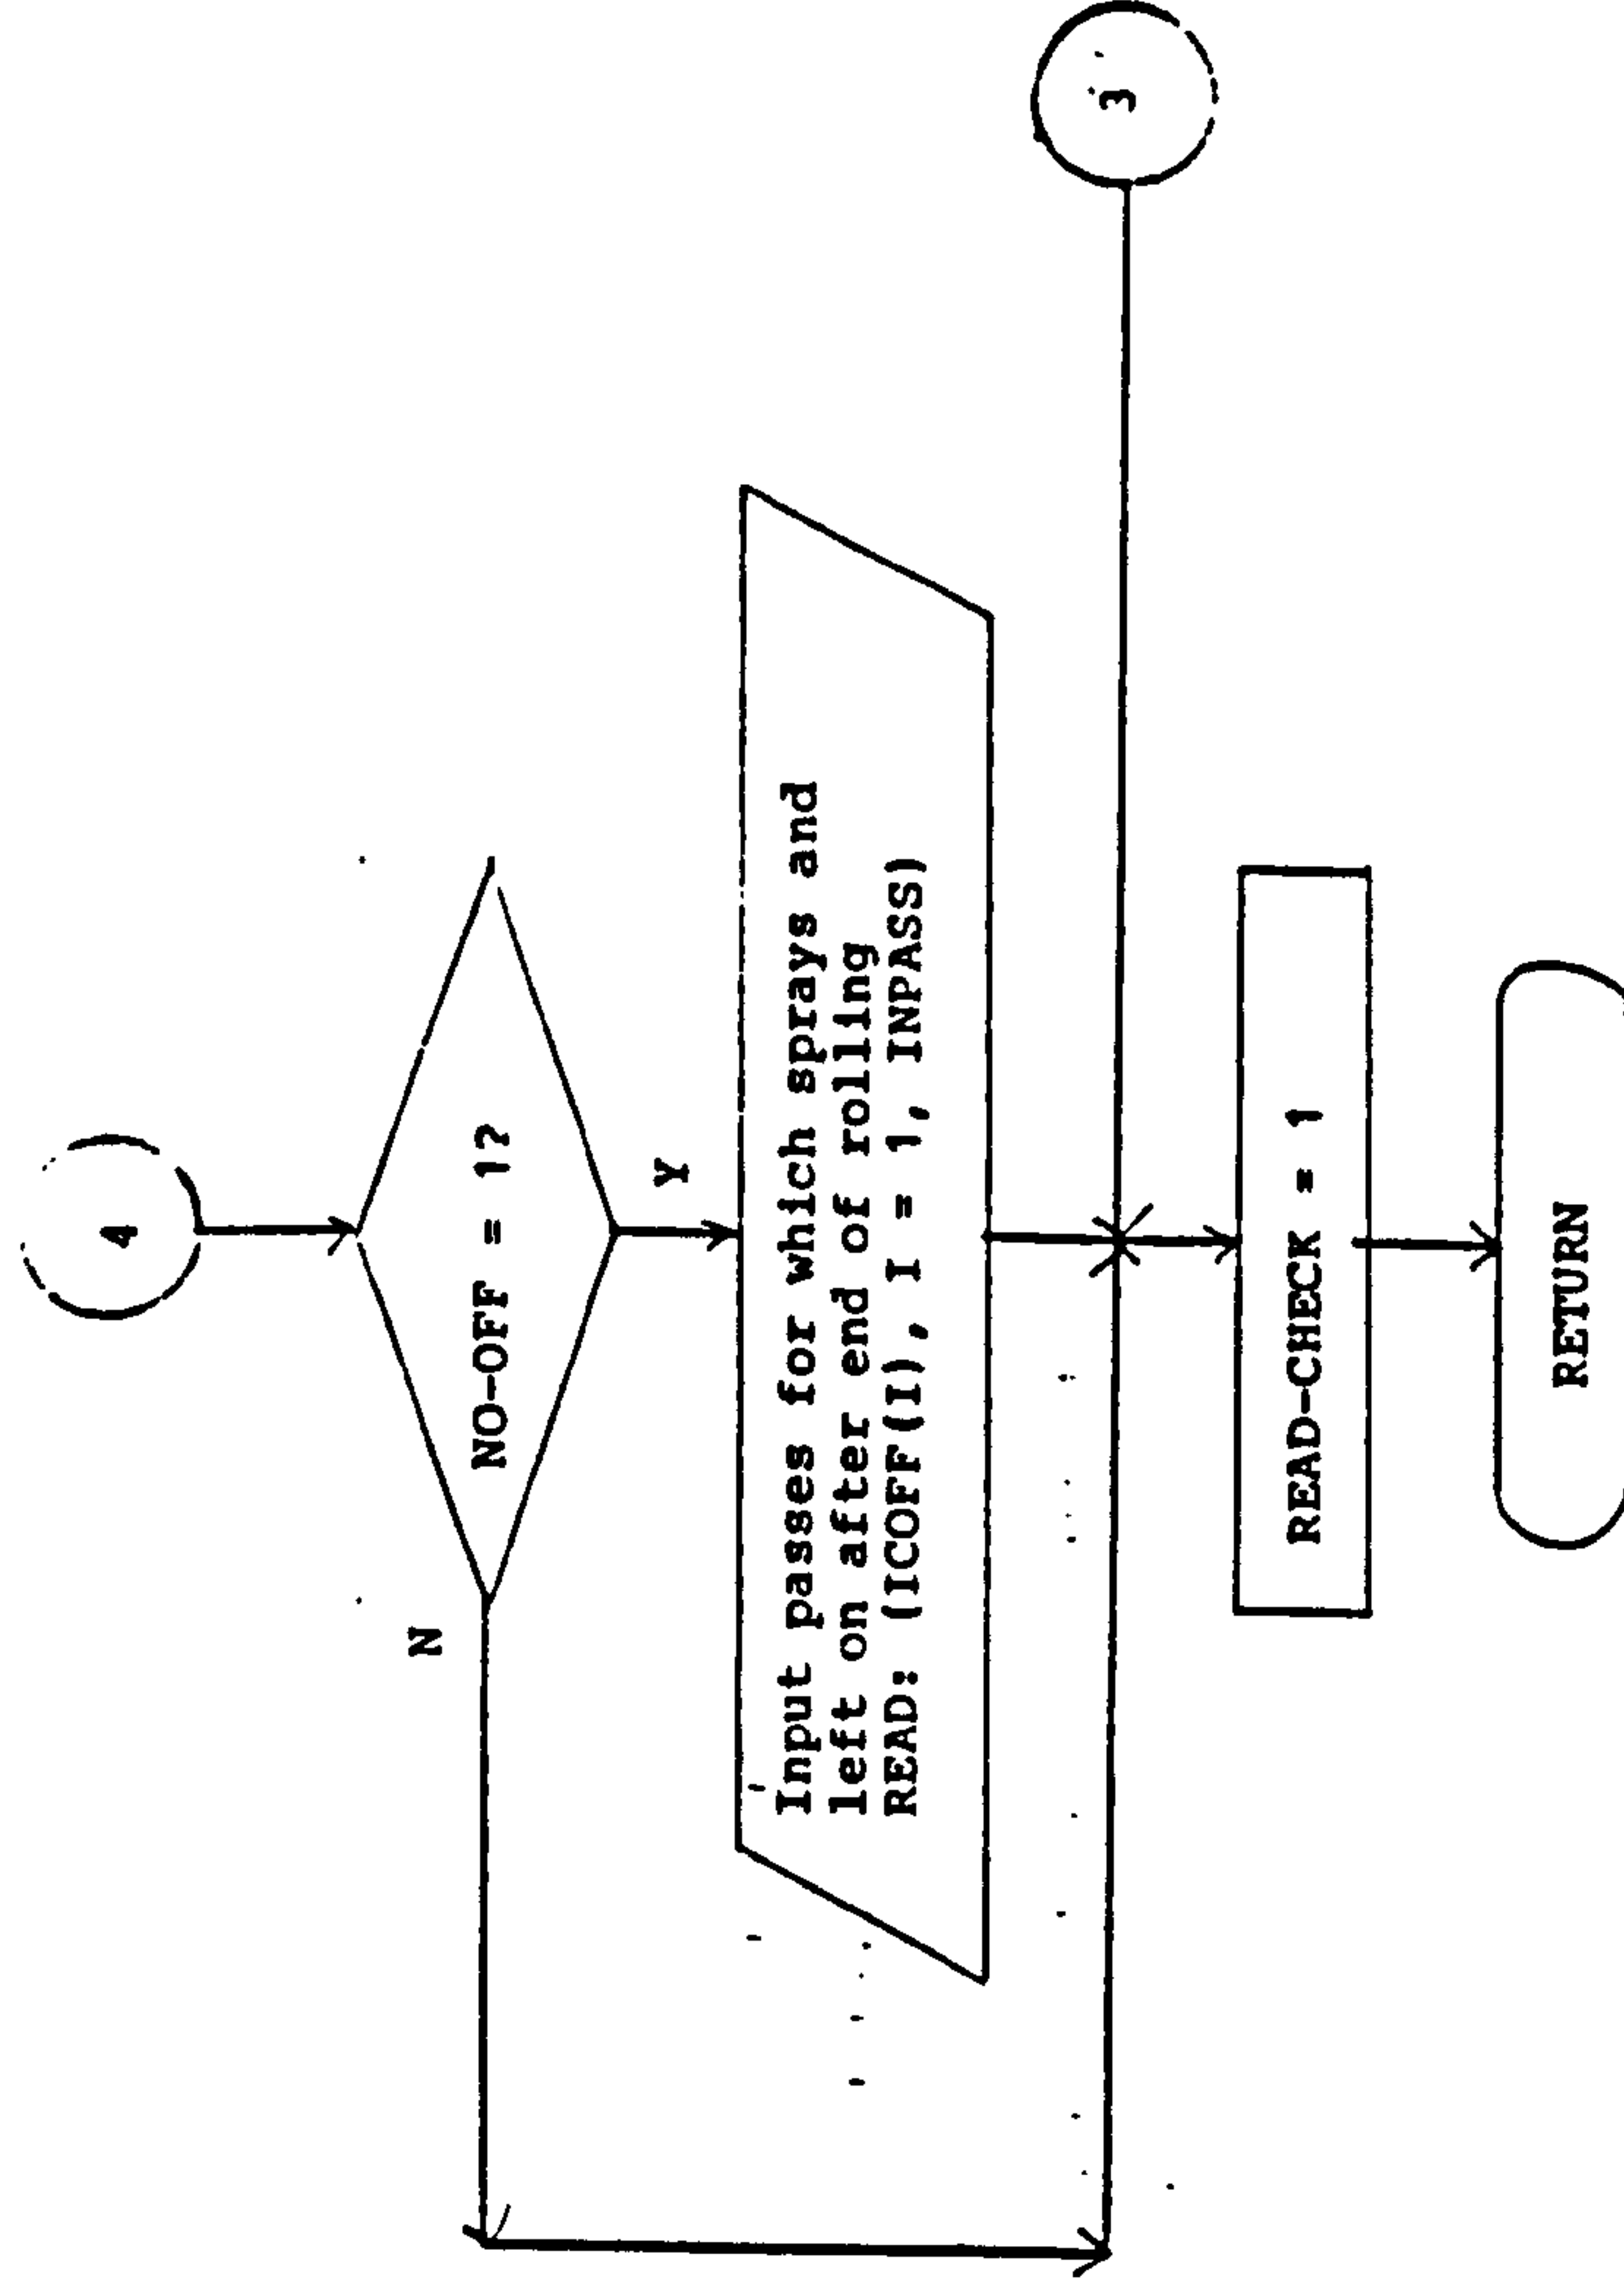 4
NO-OFF = 1?
N
Y
Input passes for which sprays and
left on after end of rolling
READ: (ICOFF(I), I = 1, INPASS)
3
READ-CHECK = 1
RETURN